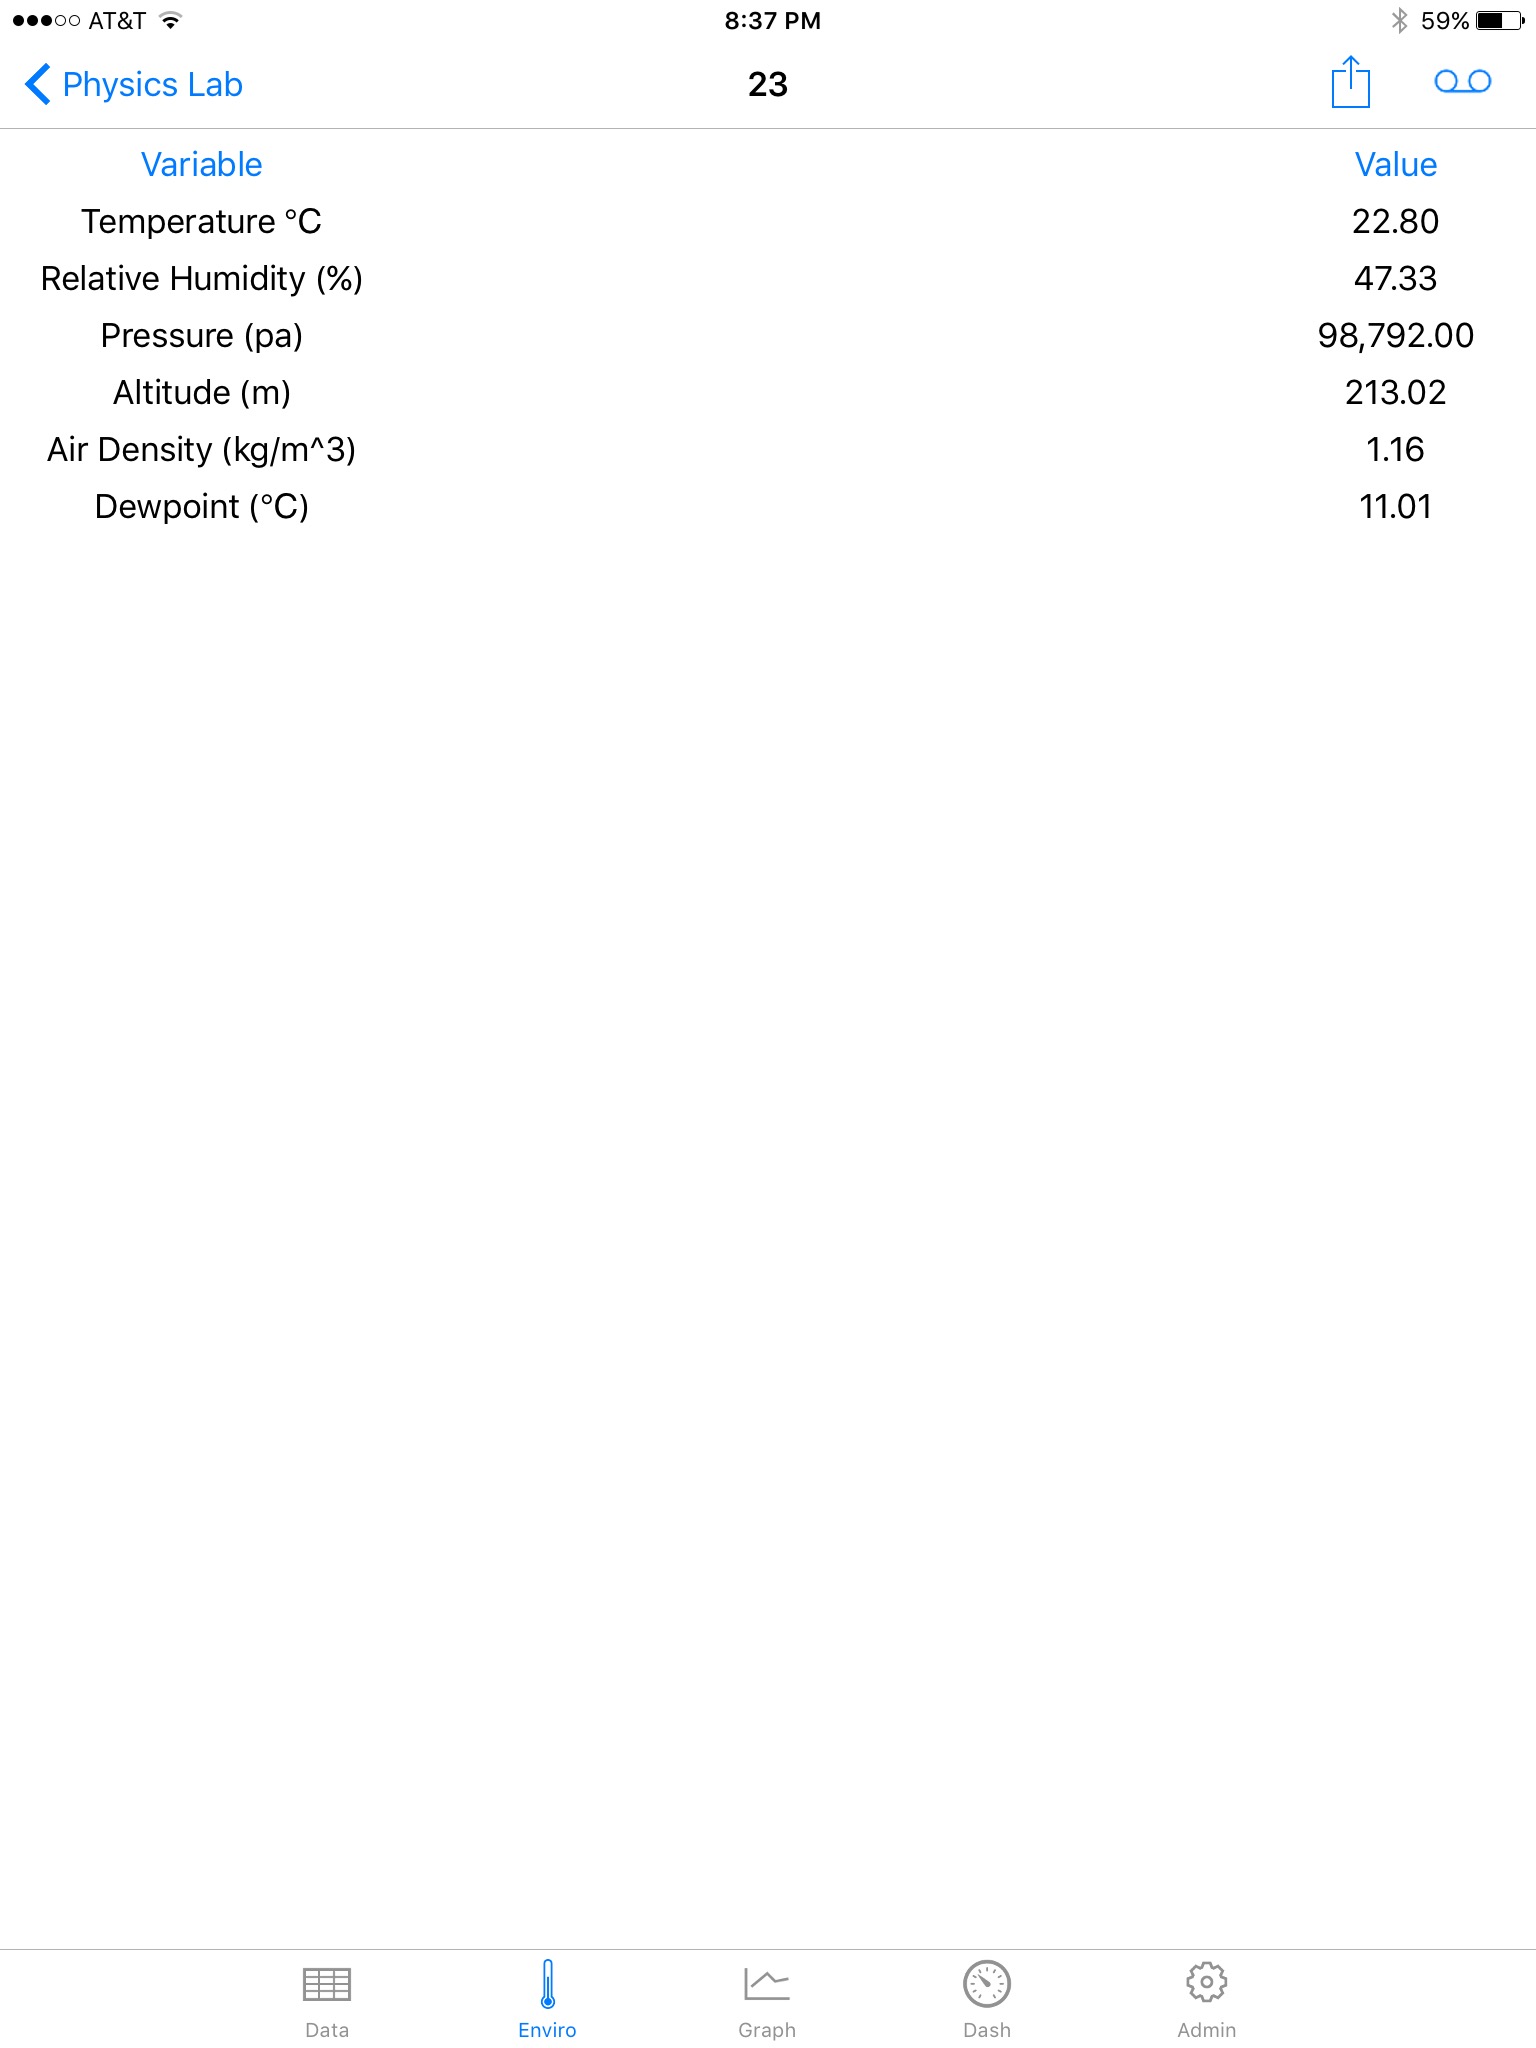 AT&T 8:37 PM 59%
Physics Lab 23
Variable Value
Temperature °C 22.80
Relative Humidity (%) 47.33
Pressure (pa) 98,792.00
Altitude (m) 213.02
Air Density (kg/m^3) 1.16
Dewpoint (°C) 11.01
Data Enviro Graph Dash Admin